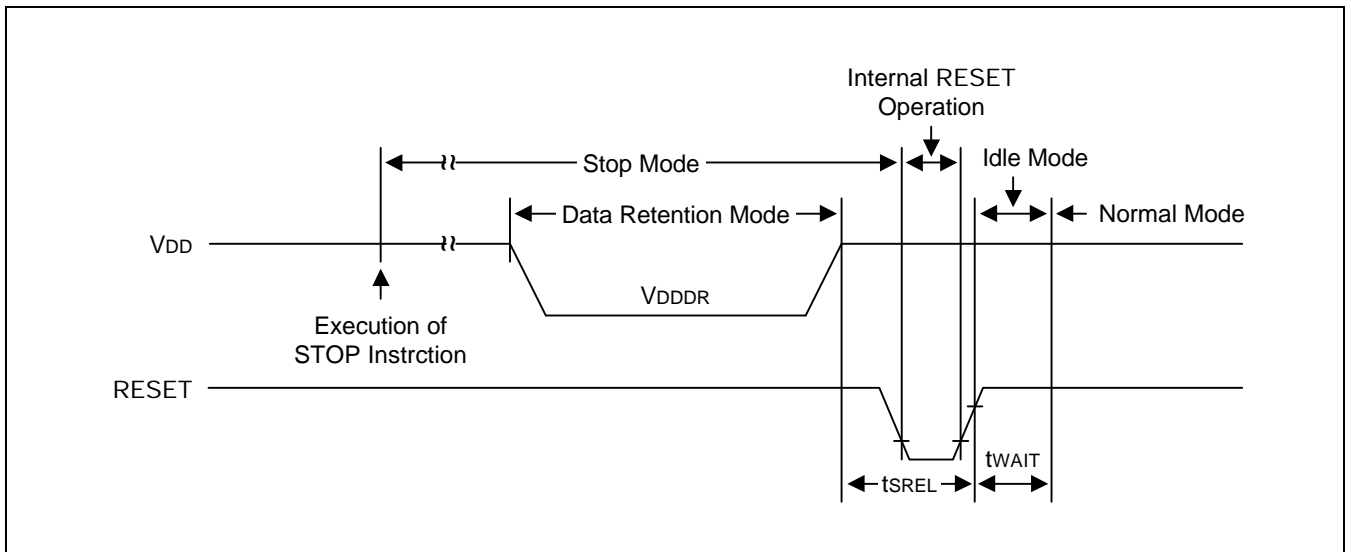 Internal RESET
Operation
Idle Mode
Stop Mode
Data Retention Mode
Normal Mode
VDD
VDDDR
Execution of
STOP Instrction
RESET
tWAIT
tSREL